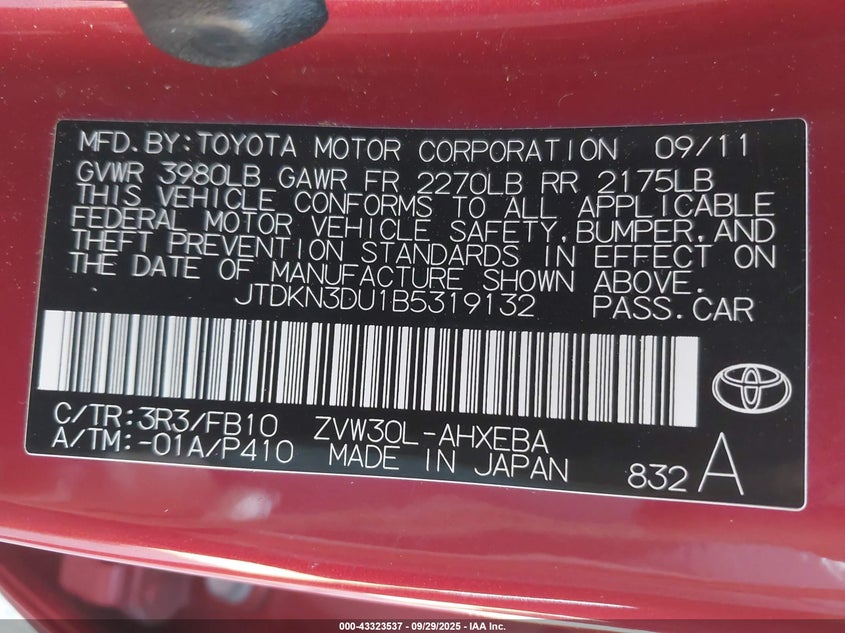 MFD.BY:TOYOTA MOTOR CORPORATION 09/11
GVWR 3980LB GAWR FR 2270LB RR 2175LB
THIS VEHICLE CONFORMS TO ALL APPLICABLE
FEDERAL MOTOR VEHICLE SAFETY,BUMPER,AND
THEFT PREVENTION STANDARDS IN EFFECT ON
THE DATE OF MANUFACTURE SHOWN ABOVE.
JTDKN3DU1B5319132 PASS.CAR
C/TR:3R3/FB10 ZVW30L-AHXEBA
A/TM:-01A/P410 MADE IN JAPAN 832 A
000-43323537 - 09/29/2025 - IAA Inc.